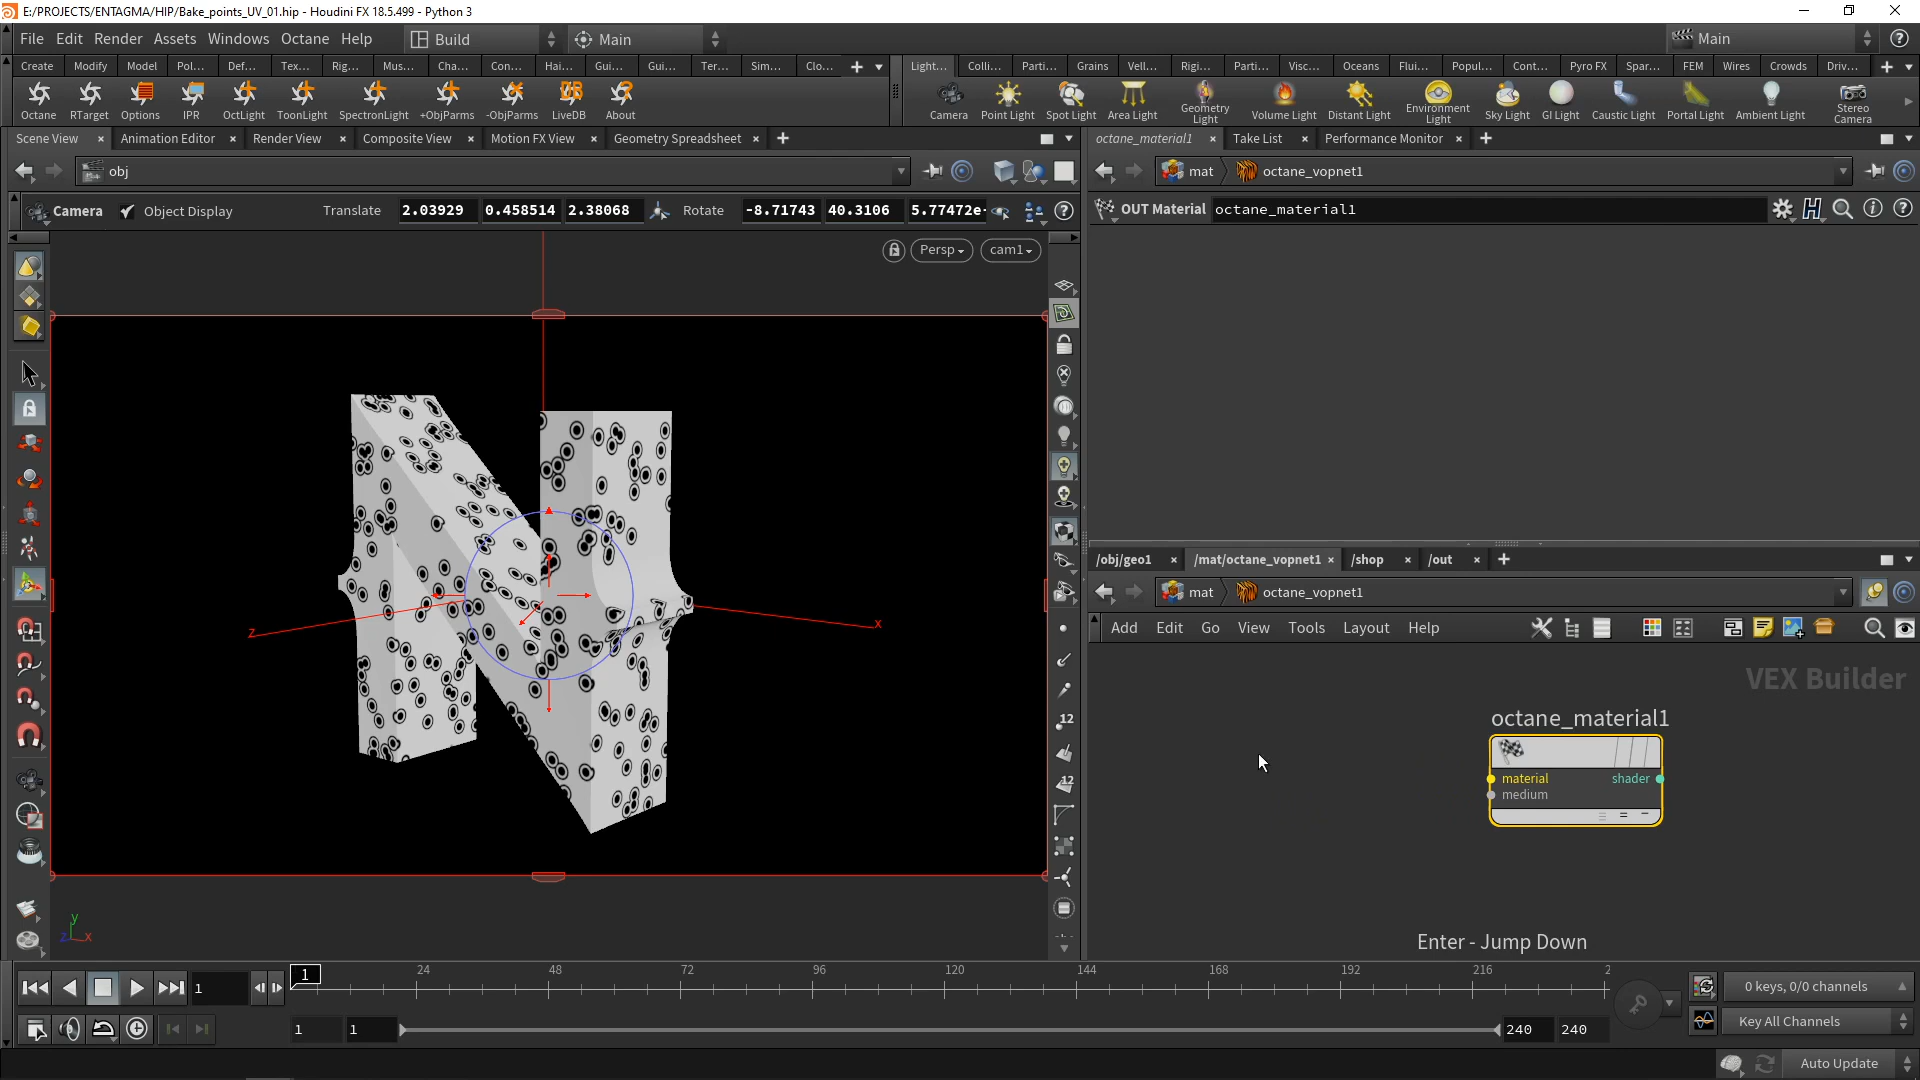 E:/PROJECTS/ENTAGMA/HIP/Bake_points_UV_01.hip - Houdini FX 18.5.499 - Python 3
File Edit Render Assets Windows Octane Help Build Main Main
Create Modify Model Pol... Def... Tex... Rig... Mus... Cha... Con... Hai... Gui... Gui... Ter... Sim... Clo...
Octane RTarget Options IPR OctLight ToonLight SpectronLight +ObjParms -ObjParms LiveDB About
Light... Colli... Parti... Grains Vell... Rigi... Parti... Visc... Oceans Flui... Popul... Cont... Pyro FX Spar... FEM Wires Crowds Driv...
Camera Point Light Spot Light Area Light Geometry Light Volume Light Distant Light Environment Light Sky Light GI Light Caustic Light Portal Light Ambient Light Stereo Camera
Scene View Animation Editor Render View Composite View Motion FX View Geometry Spreadsheet
obj
Camera Object Display Translate 2.03929 0.458514 2.38068 Rotate -8.71743 40.3106 5.77472e-
Persp cam1
z
x
y
z x
12
12
octane_material1 Take List Performance Monitor
mat octane_vopnet1
OUT Material octane_material1
/obj/geo1 /mat/octane_vopnet1 /shop /out
mat octane_vopnet1
Add Edit Go View Tools Layout Help
VEX Builder
octane_material1
material shader
medium
Enter - Jump Down
1 1 24 48 72 96 120 144 168 192 216 2
1 1 240 240
0 keys, 0/0 channels
Key All Channels
Auto Update